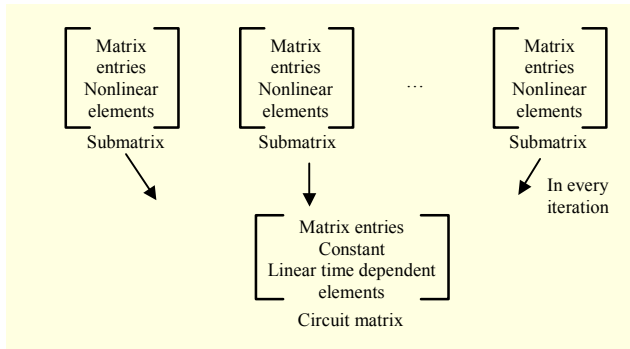 Matrix
entries
Nonlinear
elements
Submatrix
Matrix
entries
Nonlinear
elements
Submatrix
...
Matrix
entries
Nonlinear
elements
Submatrix
In every
iteration
Matrix entries
Constant
Linear time dependent
elements
Circuit matrix